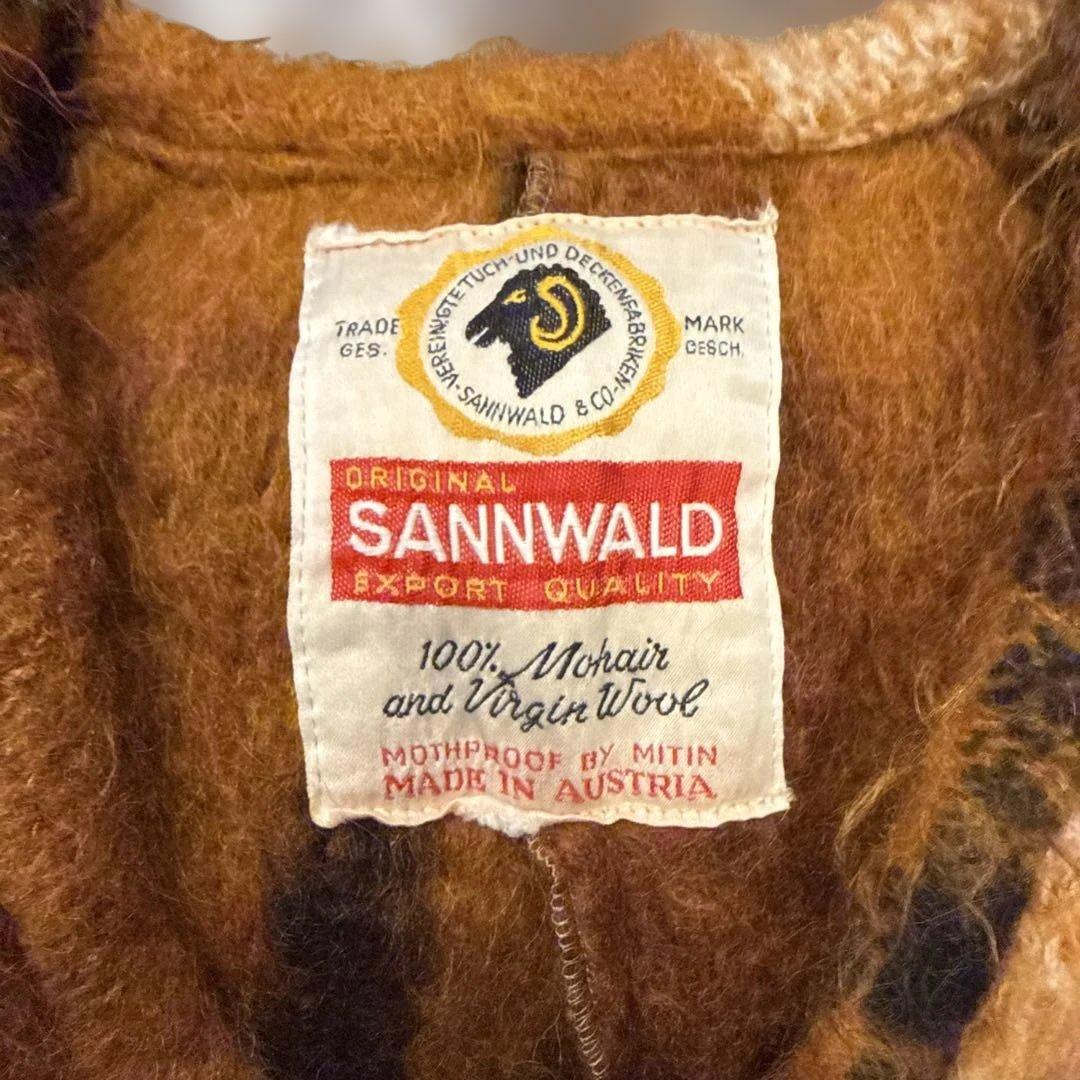 VEREINIGTE TUCH-UND DECKENFABRIKEN-
-SANNWALD & CO-
TRADE MARK
GES. GESCH.
ORIGINAL
SANNWALD
EXPORT QUALITY
100% Mohair
and Virgin Wool
MOTHPROOF BY MITIN
MADE IN AUSTRIA